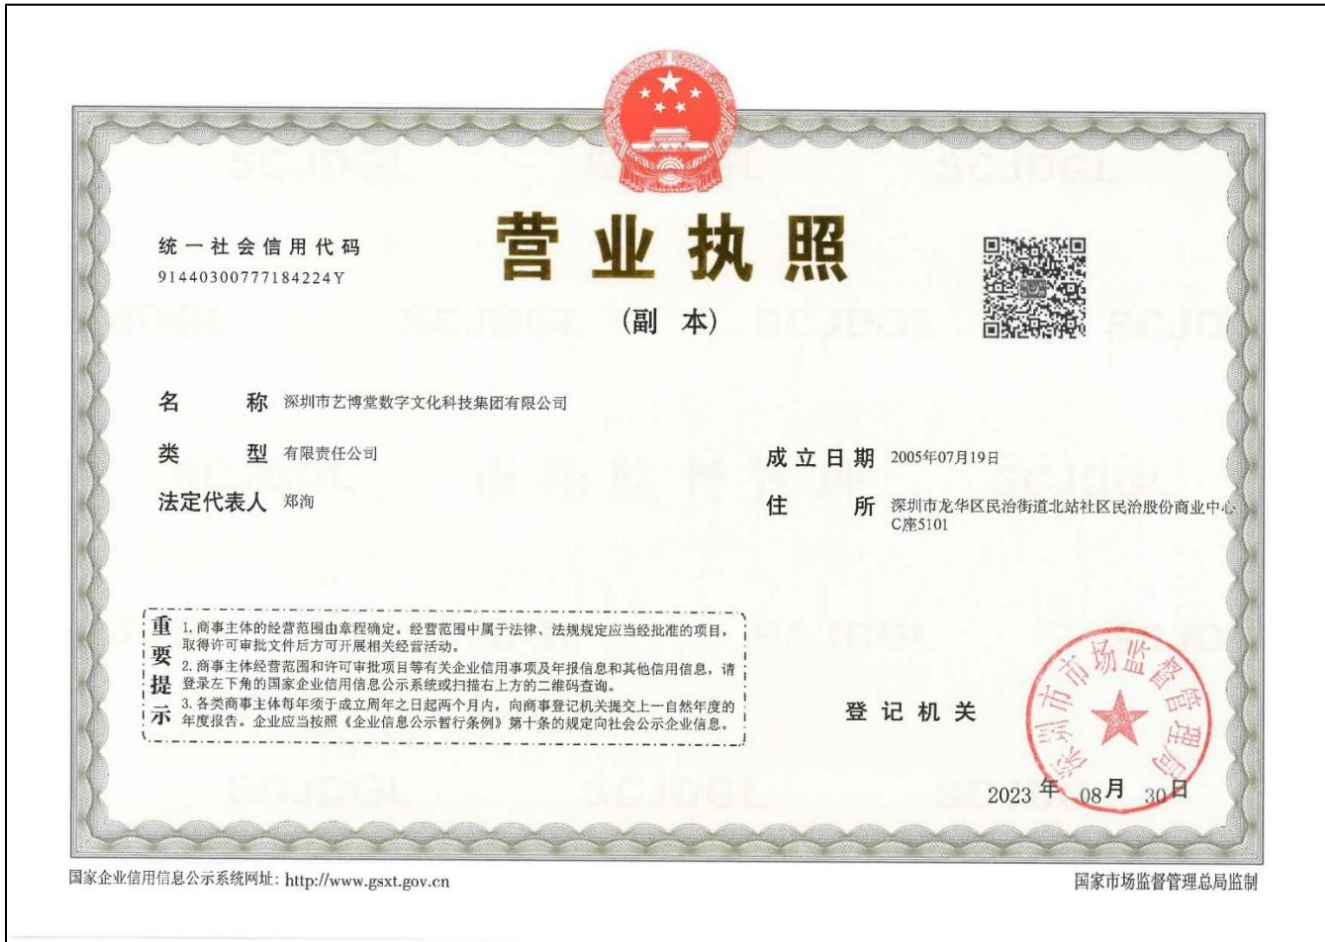 营业执照
(副 本)
统一社会信用代码
91440300777184224Y
名 称 深圳市艺博堂数字文化科技集团有限公司
类 型 有限责任公司
法定代表人 郑洵
成立日期 2005年07月19日
住 所 深圳市龙华区民治街道北站社区民治股份商业中心
C座5101
重要提示
1. 商事主体的经营范围由章程确定。经营范围中属于法律、法规规定应当经批准的项目，
取得许可审批文件后方可开展相关经营活动。
2. 商事主体经营范围和许可审批项目等有关企业信用事项及年报信息和其他信用信息，请
登录左下角的国家企业信用信息公示系统或扫描右上方的二维码查询。
3. 各类商事主体每年须于成立周年之日起两个月内，向商事登记机关提交上一自然年度的
年度报告。企业应当按照《企业信息公示暂行条例》第十条的规定向社会公示企业信息。
登记机关
深圳市市场监督管理局
2023 年 08月 30日
国家企业信用信息公示系统网址: http://www.gsxt.gov.cn
国家市场监督管理总局监制